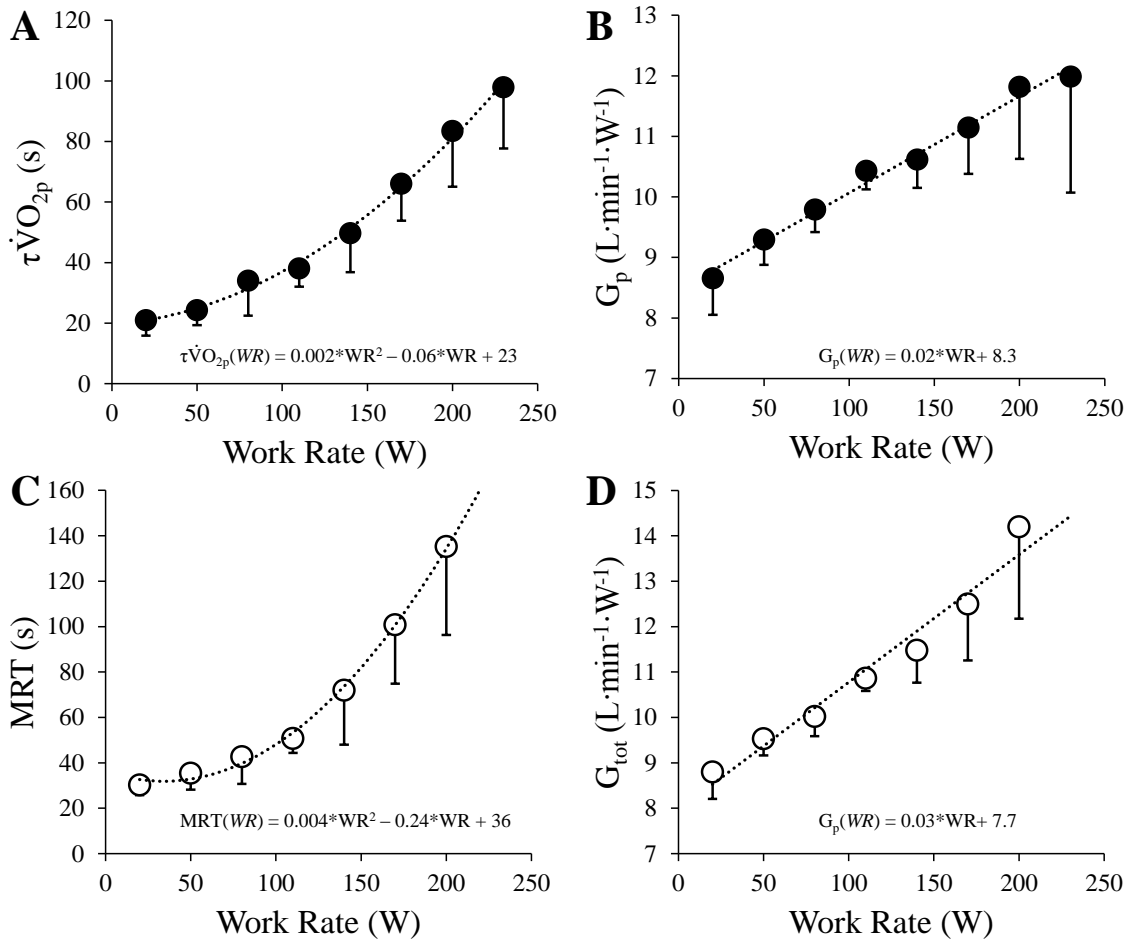 A
τV̇O₂ₚ (s)
120
100
80
60
40
20
0
τV̇O₂ₚ(WR) = 0.002*WR² – 0.06*WR + 23
0 50 100 150 200 250
Work Rate (W)
B
Gₚ (L·min⁻¹·W⁻¹)
13
12
11
10
9
8
7
Gₚ(WR) = 0.02*WR+ 8.3
0 50 100 150 200 250
Work Rate (W)
C
MRT (s)
160
140
120
100
80
60
40
20
0
MRT(WR) = 0.004*WR² – 0.24*WR + 36
0 50 100 150 200 250
Work Rate (W)
D
Gₜₒₜ (L·min⁻¹·W⁻¹)
15
14
13
12
11
10
9
8
7
Gₚ(WR) = 0.03*WR+ 7.7
0 50 100 150 200 250
Work Rate (W)